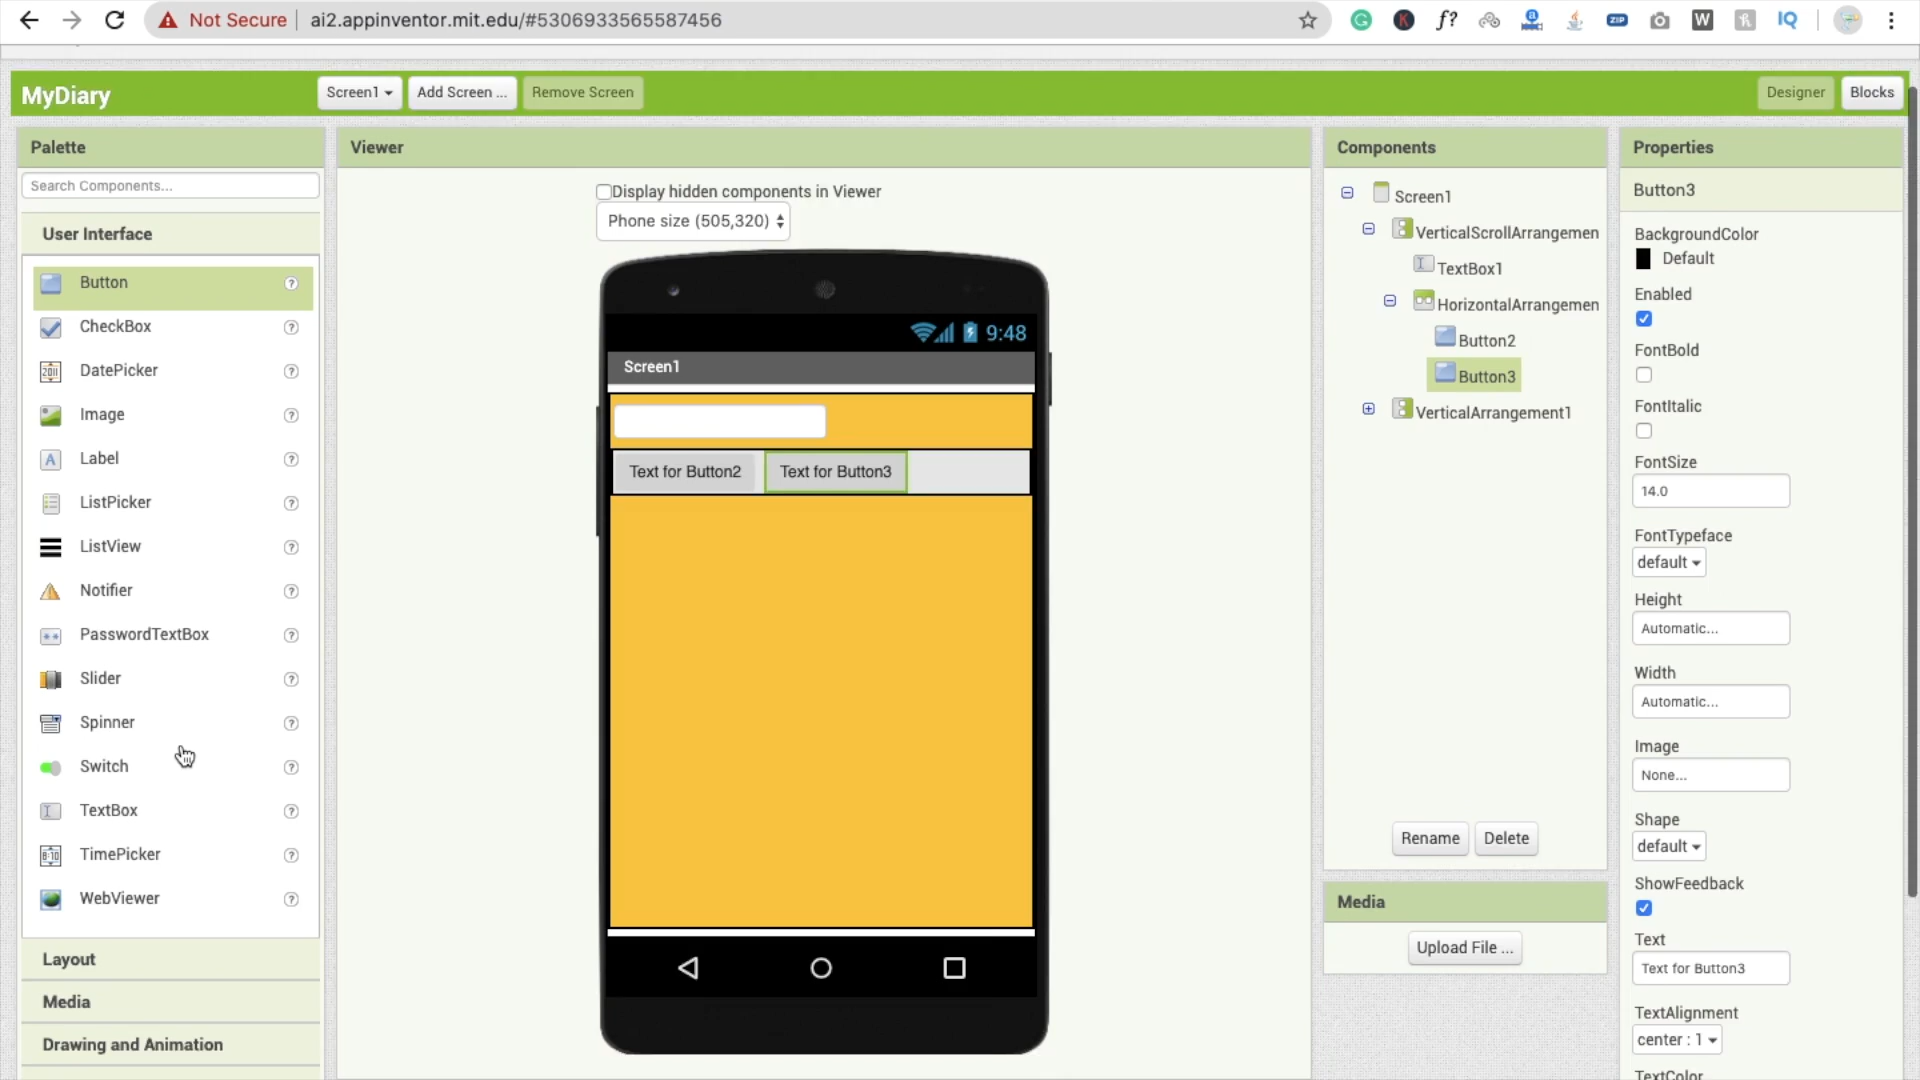 Not Secure
ai2.appinventor.mit.edu/#5306933565587456
MyDiary
Screen1
Add Screen ...
Remove Screen
Designer
Blocks
Palette
Search Components...
User Interface
Button
CheckBox
DatePicker
Image
Label
ListPicker
ListView
Notifier
PasswordTextBox
Slider
Spinner
Switch
TextBox
TimePicker
WebViewer
Layout
Media
Drawing and Animation
Viewer
Display hidden components in Viewer
Phone size (505,320)
9:48
Screen1
Text for Button2
Text for Button3
Components
Screen1
VerticalScrollArrangemen
TextBox1
HorizontalArrangemen
Button2
Button3
VerticalArrangement1
Rename
Delete
Media
Upload File ...
Properties
Button3
BackgroundColor
Default
Enabled
FontBold
FontItalic
FontSize
14.0
FontTypeface
default
Height
Automatic...
Width
Automatic...
Image
None...
Shape
default
ShowFeedback
Text
Text for Button3
TextAlignment
center : 1
TextColor